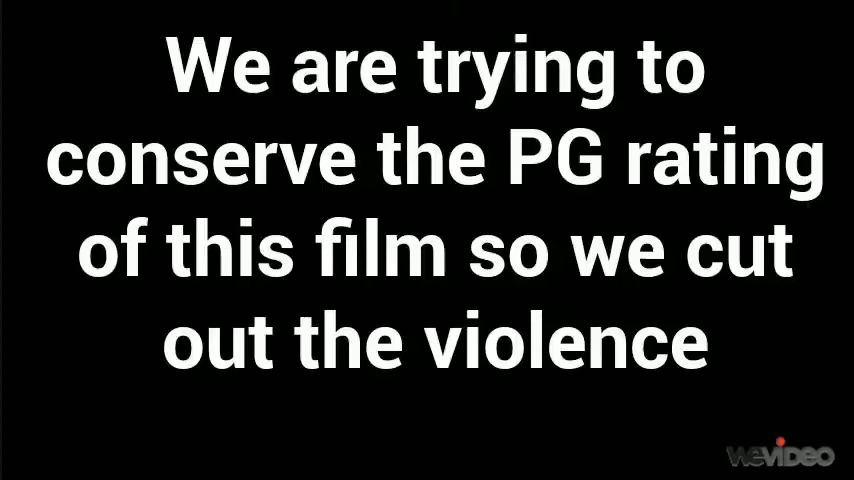 We are trying to
conserve the PG rating
of this film so we cut
out the violence
WEVIDEO